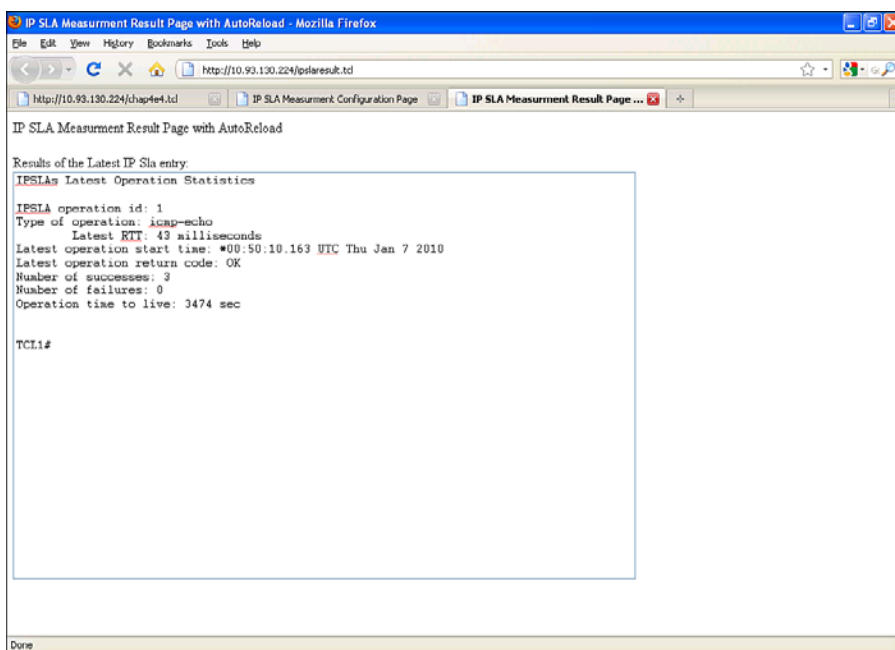 IP SLA Measurment Result Page with AutoReload - Mozilla Firefox
File Edit View History Bookmarks Tools Help
http://10.93.130.224/ipslaresult.tcl
http://10.93.130.224/chap4e4.tcl IP SLA Measurment Configuration Page IP SLA Measurment Result Page ...
IP SLA Measurment Result Page with AutoReload
Results of the Latest IP Sla entry:
IPSLAs Latest Operation Statistics
IPSLA operation id: 1
Type of operation: icmp-echo
Latest RTT: 43 milliseconds
Latest operation start time: *00:50:10.163 UTC Thu Jan 7 2010
Latest operation return code: OK
Number of successes: 3
Number of failures: 0
Operation time to live: 3474 sec
TCL1#
Done